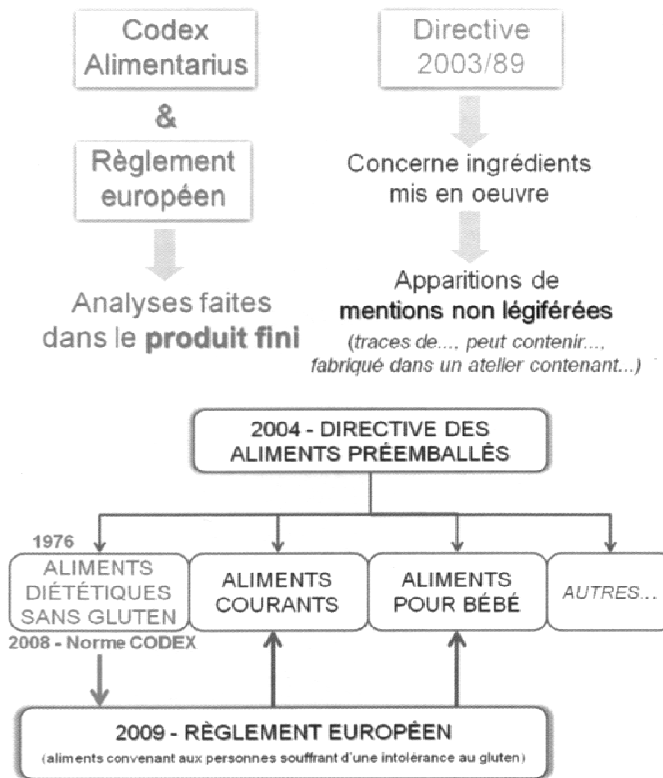 Codex
Alimentarius
&
Règlement
européen
Analyses faites
dans le produit fini
Directive
2003/89
Concerne ingrédients
mis en oeuvre
Apparitions de
mentions non légiférées
(traces de..., peut contenir...,
fabriqué dans un atelier contenant...)
2004 - DIRECTIVE DES
ALIMENTS PRÉEMBALLÉS
1976
ALIMENTS
DIÉTÉTIQUES
SANS GLUTEN
2008 - Norme CODEX
ALIMENTS
COURANTS
ALIMENTS
POUR BÉBÉ
AUTRES...
2009 - RÈGLEMENT EUROPÉEN
(aliments convenant aux personnes souffrant d'une intolérance au gluten)